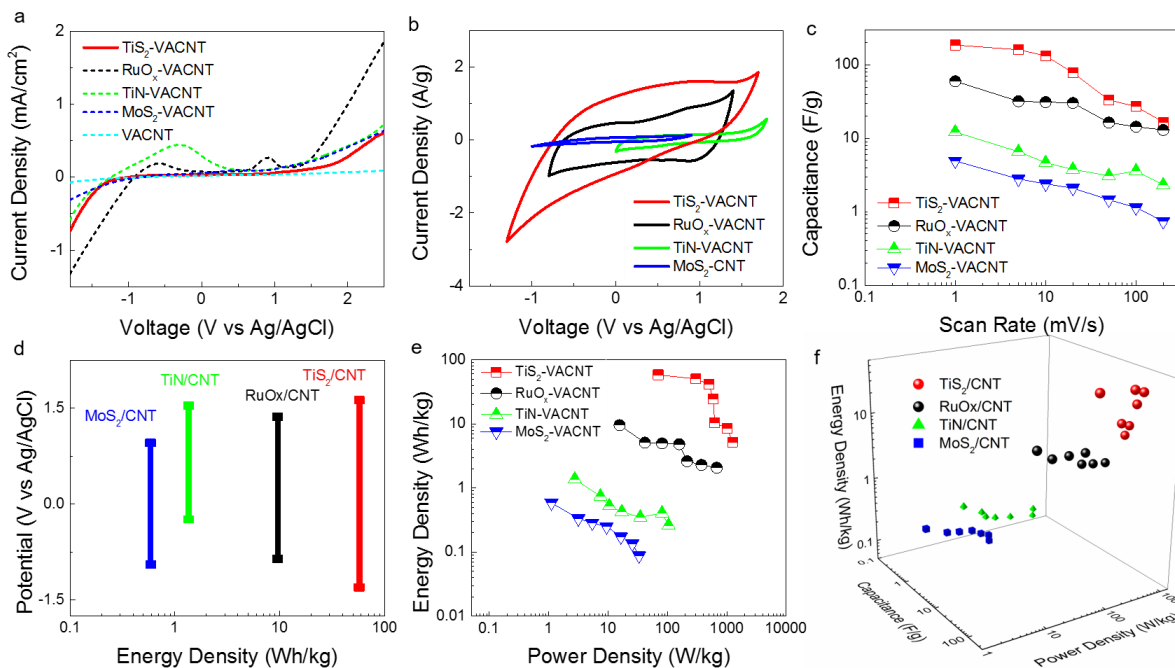 a
Current Density (mA/cm²)
2
1
0
-1
TiS₂-VACNT
RuOₓ-VACNT
TiN-VACNT
MoS₂-VACNT
VACNT
-1 0 1 2
Voltage (V vs Ag/AgCl)
b
Current Density (A/g)
4
2
0
-2
-4
TiS₂-VACNT
RuOₓ-VACNT
TiN-VACNT
MoS₂-CNT
-1 0 1 2
Voltage (V vs Ag/AgCl)
c
Capacitance (F/g)
100
10
1
0.1
TiS₂-VACNT
RuOₓ-VACNT
TiN-VACNT
MoS₂-VACNT
0.1 1 10 100
Scan Rate (mV/s)
d
Potential (V vs Ag/AgCl)
1.5
0.0
-1.5
MoS₂/CNT
TiN/CNT
RuOx/CNT
TiS₂/CNT
0.1 1 10 100
Energy Density (Wh/kg)
e
Energy Density (Wh/kg)
100
10
1
0.1
0.01
TiS₂-VACNT
RuOₓ-VACNT
TiN-VACNT
MoS₂-VACNT
1 10 100 1000 10000
Power Density (W/kg)
f
Energy Density (Wh/kg)
10
1
0.1
TiS₂/CNT
RuOx/CNT
TiN/CNT
MoS₂/CNT
0.1
1
10
100
Capacitance (F/g)
1
10
100
Power Density (W/kg)